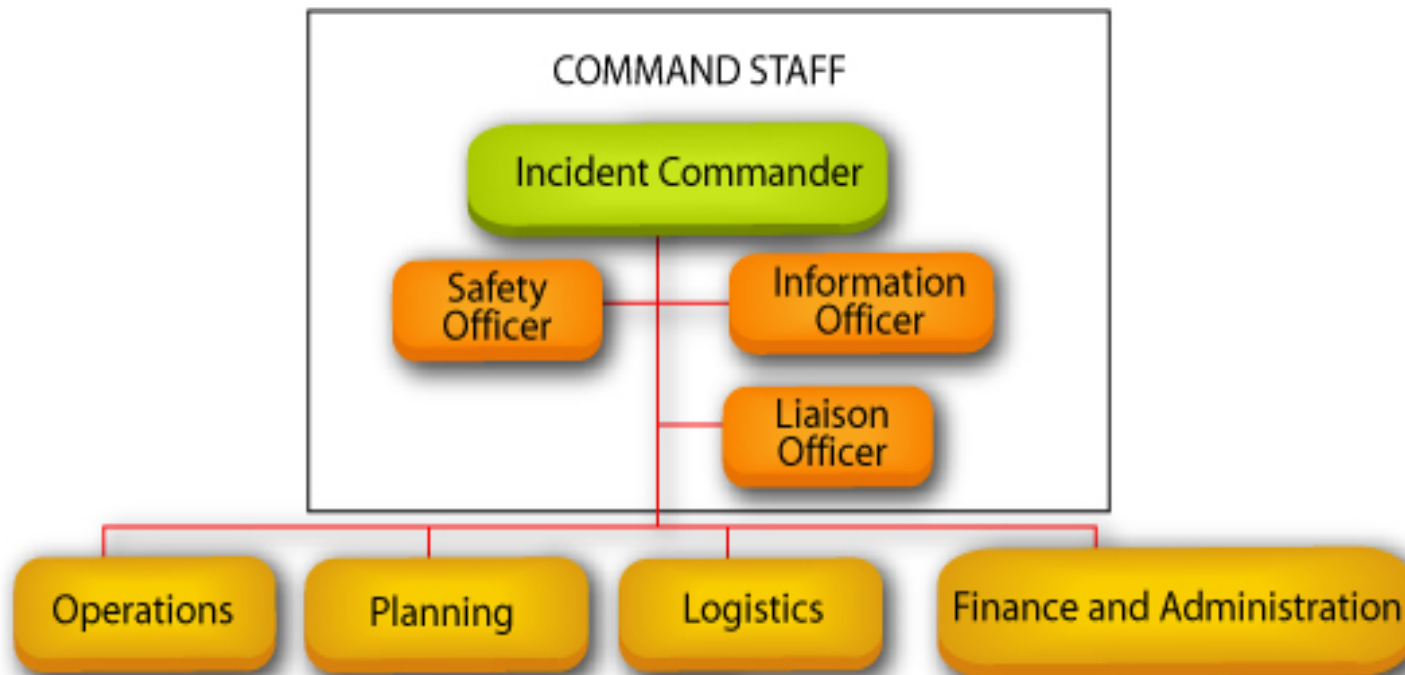 COMMAND STAFF
Incident Commander
Safety
Officer
Information
Officer
Liaison
Officer
Operations
Planning
Logistics
Finance and Administration